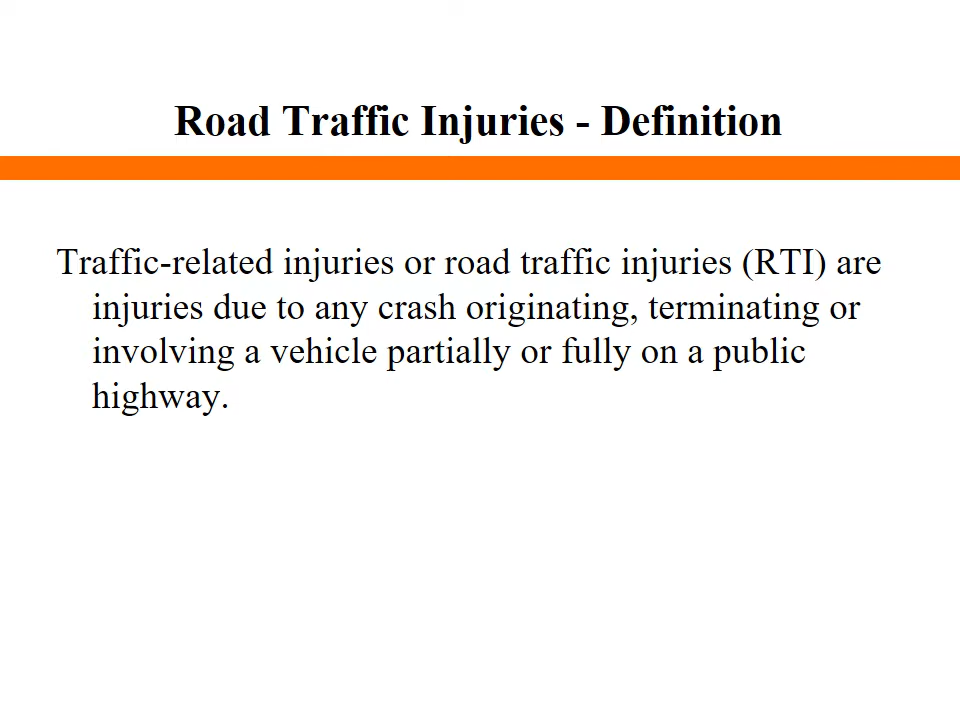 Road Traffic Injuries - Definition
Traffic-related injuries or road traffic injuries (RTI) are
injuries due to any crash originating, terminating or
involving a vehicle partially or fully on a public
highway.